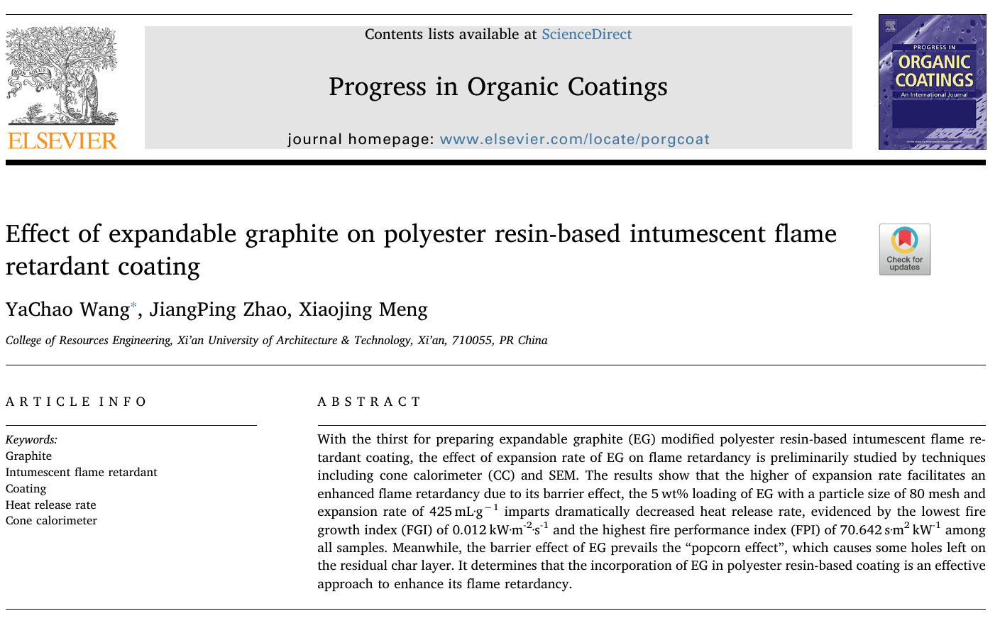 Contents lists available at ScienceDirect
Progress in Organic Coatings
journal homepage: www.elsevier.com/locate/porgcoat
NON SOLUS
ELSEVIER
PROGRESS IN
ORGANIC
COATINGS
An International Journal
Effect of expandable graphite on polyester resin-based intumescent flame
retardant coating
Check for
updates
YaChao Wang*, JiangPing Zhao, Xiaojing Meng
College of Resources Engineering, Xi'an University of Architecture & Technology, Xi'an, 710055, PR China
ARTICLE INFO
Keywords:
Graphite
Intumescent flame retardant
Coating
Heat release rate
Cone calorimeter
ABSTRACT
With the thirst for preparing expandable graphite (EG) modified polyester resin-based intumescent flame re-
tardant coating, the effect of expansion rate of EG on flame retardancy is preliminarily studied by techniques
including cone calorimeter (CC) and SEM. The results show that the higher of expansion rate facilitates an
enhanced flame retardancy due to its barrier effect, the 5 wt% loading of EG with a particle size of 80 mesh and
expansion rate of 425 mL·g⁻¹ imparts dramatically decreased heat release rate, evidenced by the lowest fire
growth index (FGI) of 0.012 kW·m⁻²·s⁻¹ and the highest fire performance index (FPI) of 70.642 s·m² kW⁻¹ among
all samples. Meanwhile, the barrier effect of EG prevails the “popcorn effect”, which causes some holes left on
the residual char layer. It determines that the incorporation of EG in polyester resin-based coating is an effective
approach to enhance its flame retardancy.